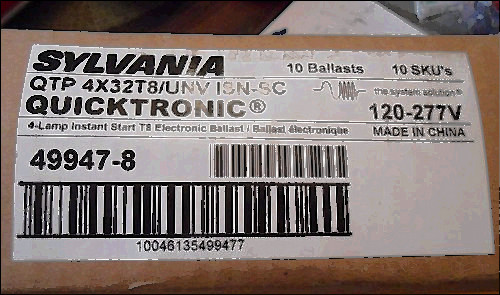 SYLVANIA 10 Ballasts 10 SKU's
QTP 4X32T8/UNV ISN-SC the system solution®
QUICKTRONIC® 120-277V
4-Lamp Instant Start T8 Electronic Ballast / Ballast électronique MADE IN CHINA
49947-8
10046135499477